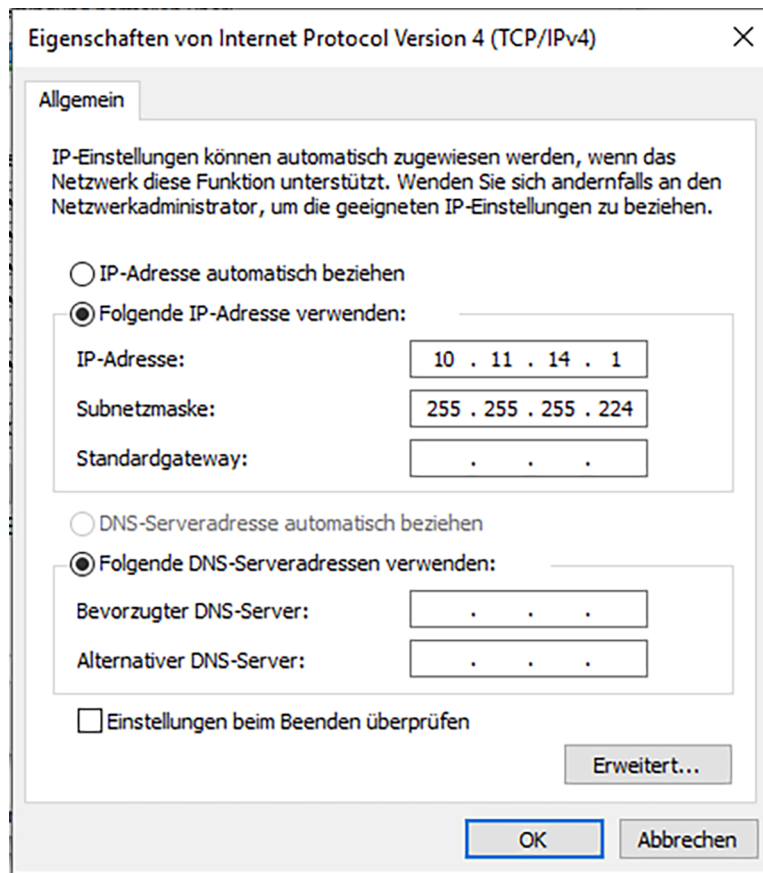 Eigenschaften von Internet Protocol Version 4 (TCP/IPv4)
Allgemein
IP-Einstellungen können automatisch zugewiesen werden, wenn das
Netzwerk diese Funktion unterstützt. Wenden Sie sich andernfalls an den
Netzwerkadministrator, um die geeigneten IP-Einstellungen zu beziehen.
IP-Adresse automatisch beziehen
Folgende IP-Adresse verwenden:
IP-Adresse: 10 . 11 . 14 . 1
Subnetzmaske: 255 . 255 . 255 . 224
Standardgateway: . . .
DNS-Serveradresse automatisch beziehen
Folgende DNS-Serveradressen verwenden:
Bevorzugter DNS-Server: . . .
Alternativer DNS-Server: . . .
Einstellungen beim Beenden überprüfen
Erweitert...
OK Abbrechen